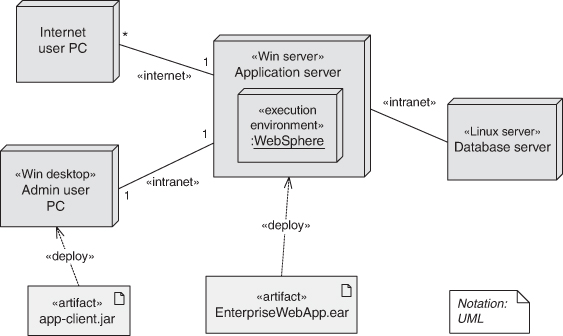 Internet
user PC
*
«internet»
1
«Win server»
Application server
«execution
environment»
:WebSphere
«intranet»
«Linux server»
Database server
1
«Win desktop»
Admin user
PC
1
«intranet»
«deploy»
«deploy»
«artifact»
app-client.jar
«artifact»
EnterpriseWebApp.ear
Notation:
UML